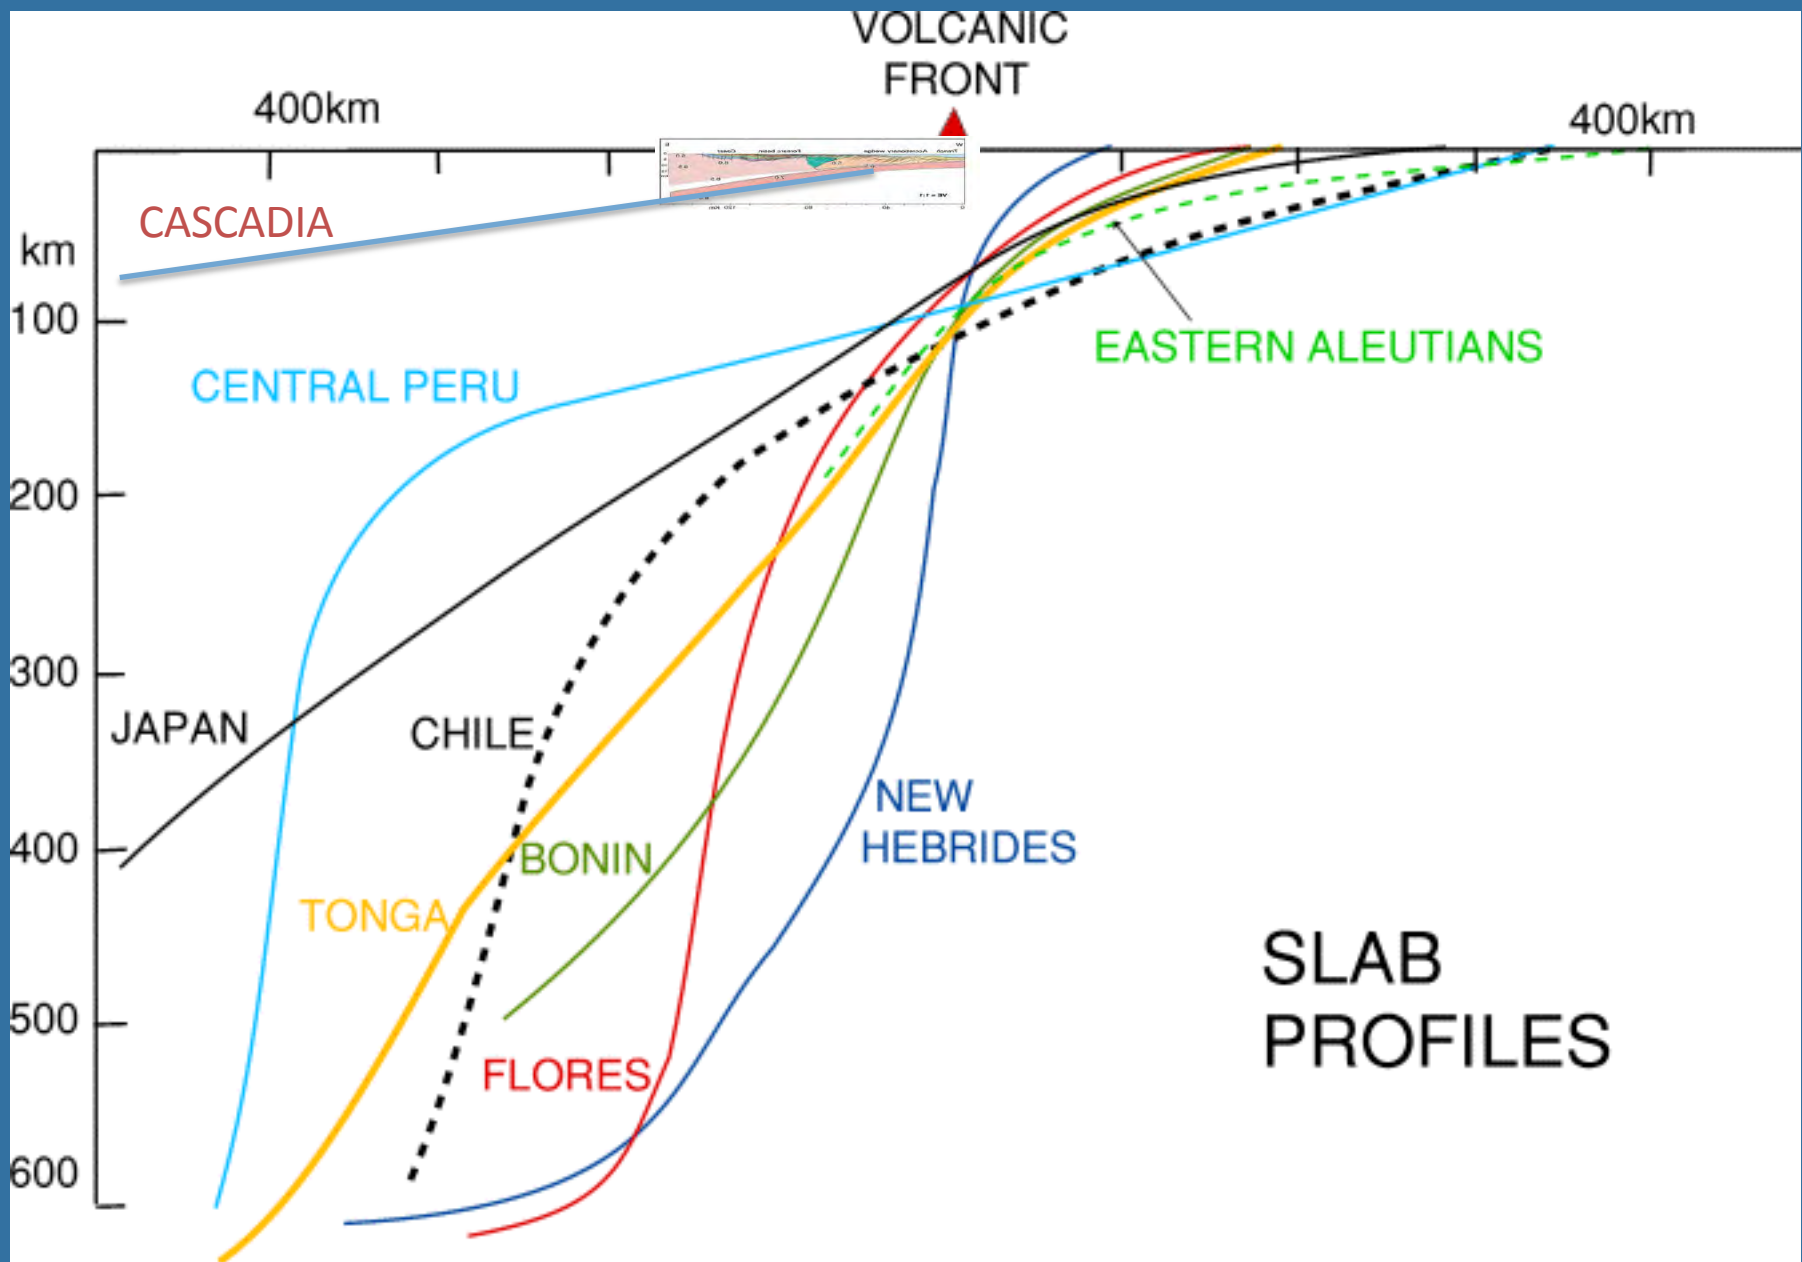 VOLCANIC
FRONT
400km
400km
CASCADIA
km
100
CENTRAL PERU
EASTERN ALEUTIANS
200
300
JAPAN
CHILE
NEW
HEBRIDES
400
BONIN
TONGA
SLAB
PROFILES
500
FLORES
600